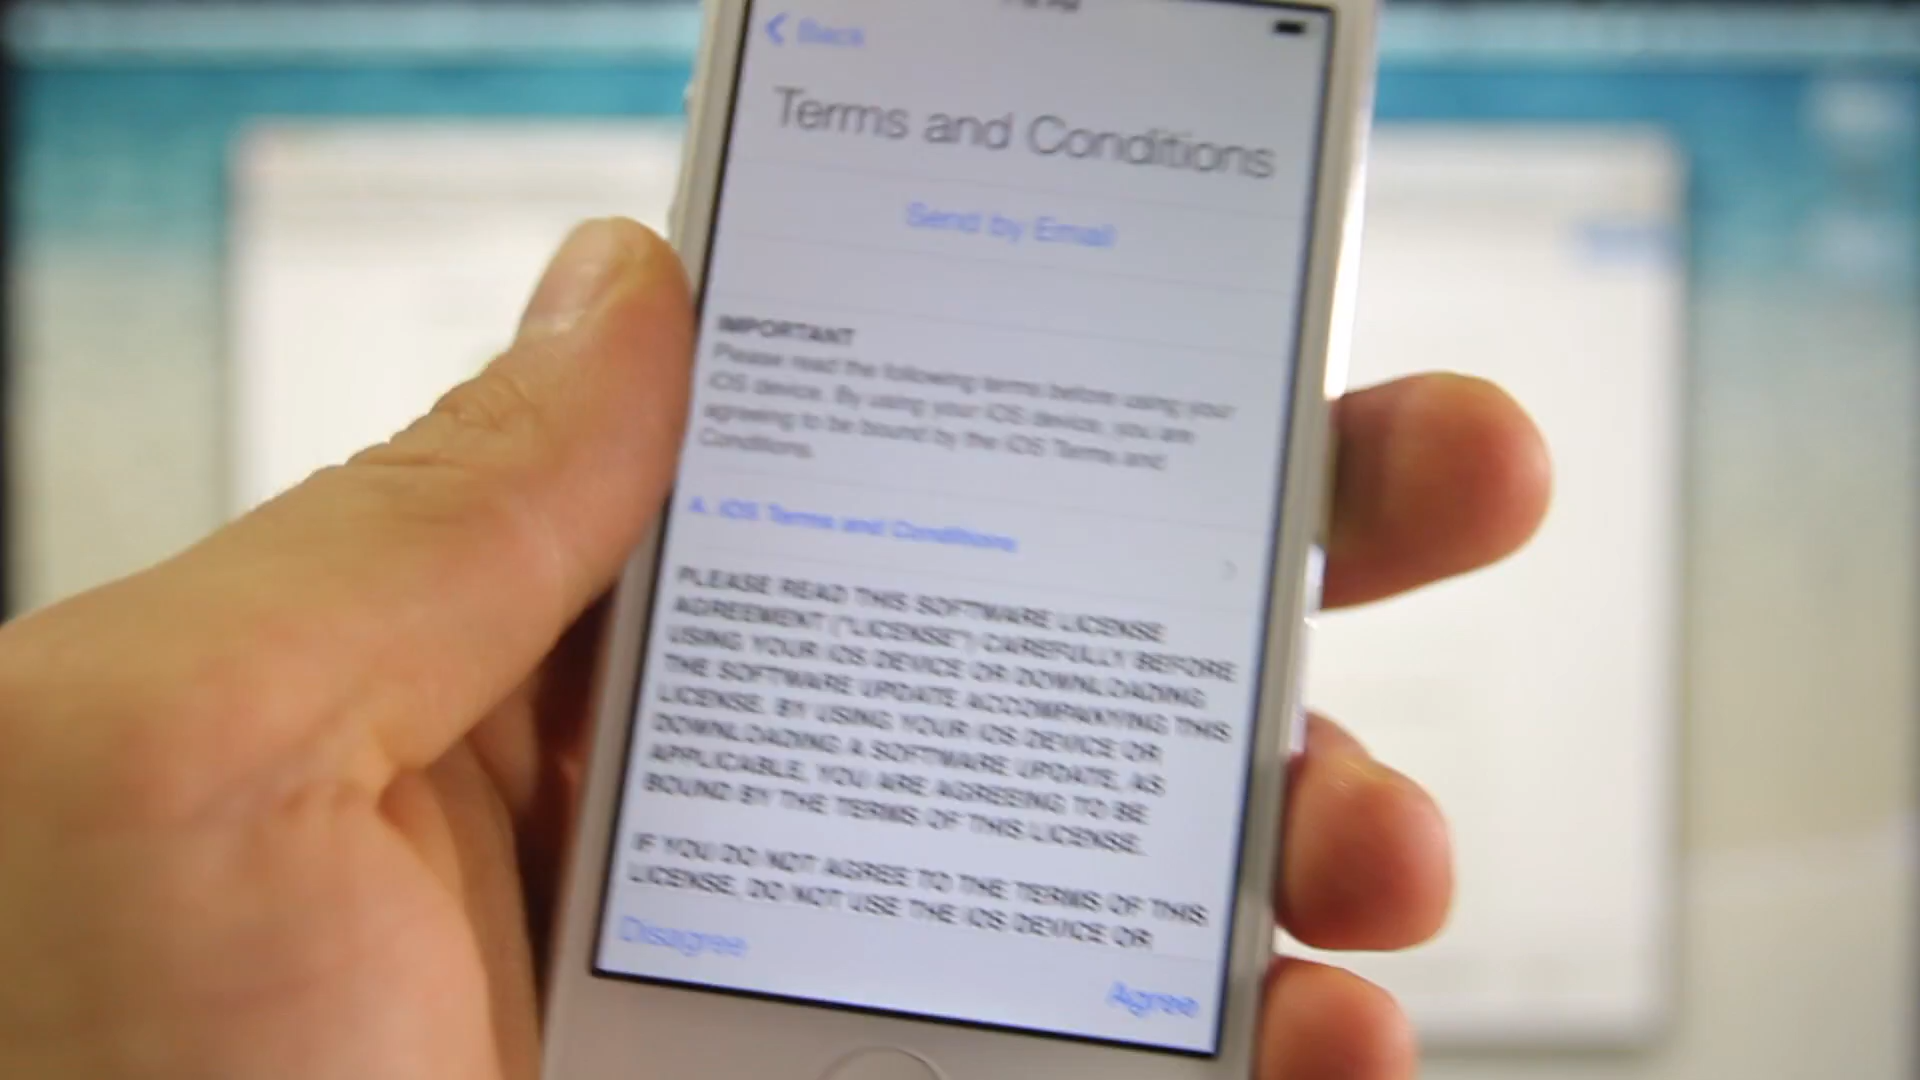 Back
Terms and Conditions
Send by Email
IMPORTANT
Please read the following terms before using your
iOS device. By using your iOS device, you are
agreeing to be bound by the iOS Terms and
Conditions.
A. iOS Terms and Conditions
PLEASE READ THIS SOFTWARE LICENSE
AGREEMENT ("LICENSE") CAREFULLY BEFORE
USING YOUR iOS DEVICE OR DOWNLOADING
THE SOFTWARE UPDATE ACCOMPANYING THIS
LICENSE. BY USING YOUR iOS DEVICE OR
DOWNLOADING A SOFTWARE UPDATE, AS
APPLICABLE, YOU ARE AGREEING TO BE
BOUND BY THE TERMS OF THIS LICENSE.
IF YOU DO NOT AGREE TO THE TERMS OF THIS
LICENSE, DO NOT USE THE iOS DEVICE OR
Disagree
Agree